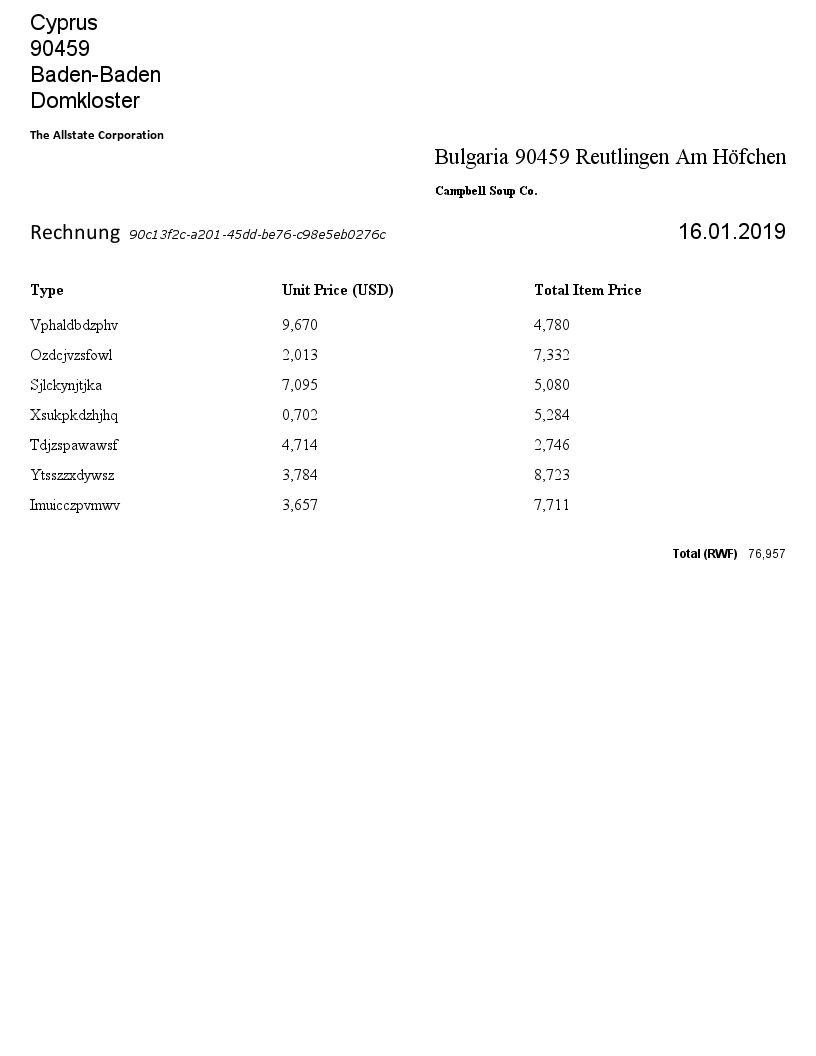 Cyprus
90459
Baden-Baden
Domkloster
The Allstate Corporation
Bulgaria 90459 Reutlingen Am Höfchen
Campbell Soup Co.
Rechnung 90c13f2c-a201-45dd-be76-c98e5eb0276c 16.01.2019
Type Unit Price (USD) Total Item Price
Vphaldbdzphv 9,670 4,780
Ozdcjvzsfowl 2,013 7,332
Sjlckynjtjka 7,095 5,080
Xsukpkdzhjhq 0,702 5,284
Tdjzspawawsf 4,714 2,746
Ytsszzxdywsz 3,784 8,723
Imuicczpvmwv 3,657 7,711
Total (RWF) 76,957